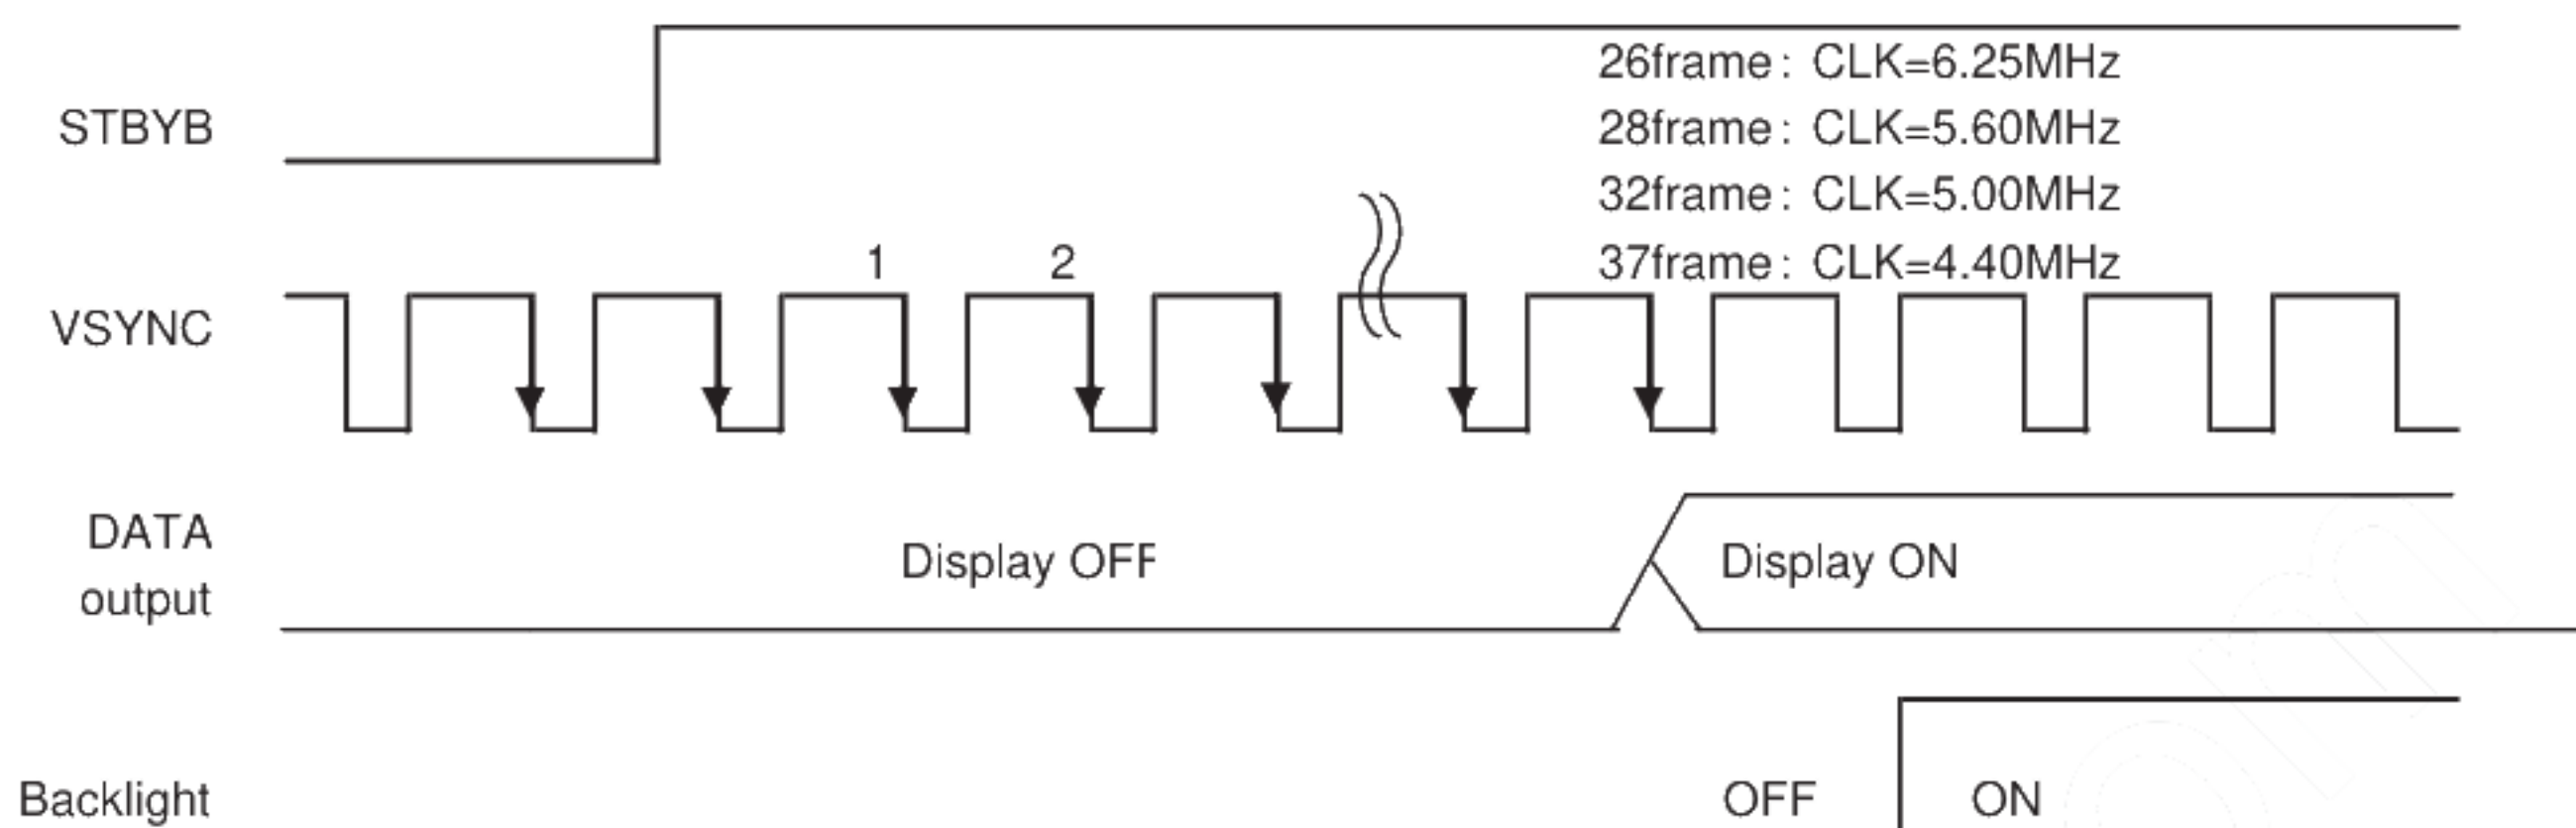 26frame: CLK=6.25MHz
STBYB
28frame: CLK=5.60MHz
32frame: CLK=5.00MHz
1 2
37frame: CLK=4.40MHz
VSYNC
DATA
output
Display OFF
Display ON
Backlight
OFF
ON